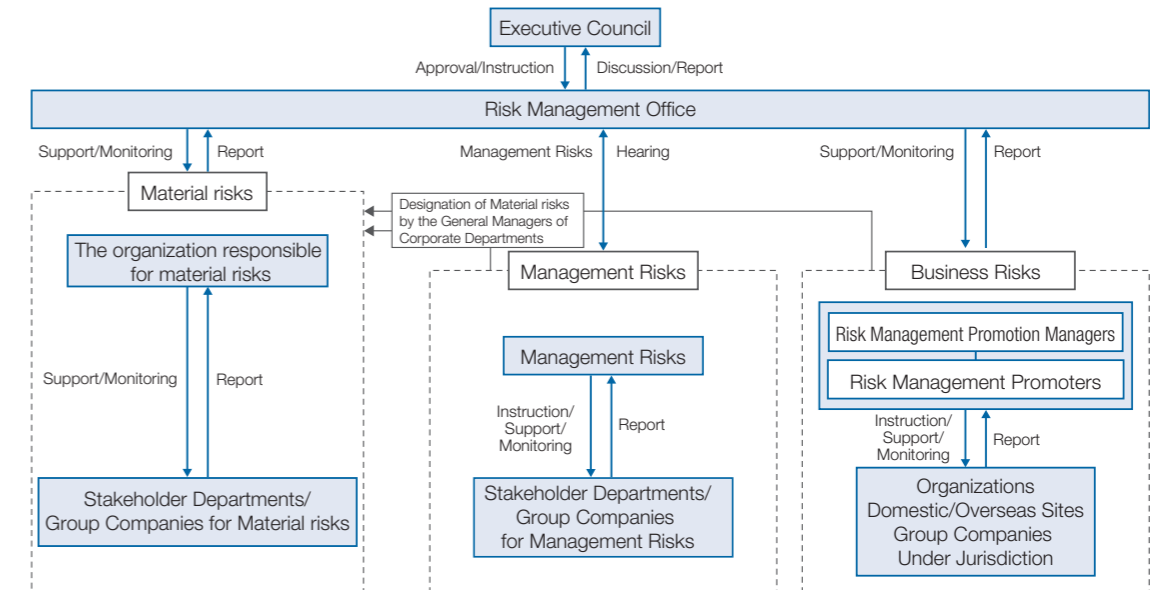 Executive Council
Approval/Instruction
Discussion/Report
Risk Management Office
Support/Monitoring
Report
Management Risks
Hearing
Support/Monitoring
Report
Material risks
Designation of Material risks
by the General Managers of
Corporate Departments
The organization responsible
for material risks
Management Risks
Business Risks
Risk Management Promotion Managers
Management Risks
Risk Management Promoters
Support/Monitoring
Report
Instruction/
Support/
Monitoring
Report
Instruction/
Support/
Monitoring
Report
Stakeholder Departments/
Group Companies for Material risks
Stakeholder Departments/
Group Companies
for Management Risks
Organizations
Domestic/Overseas Sites
Group Companies
Under Jurisdiction